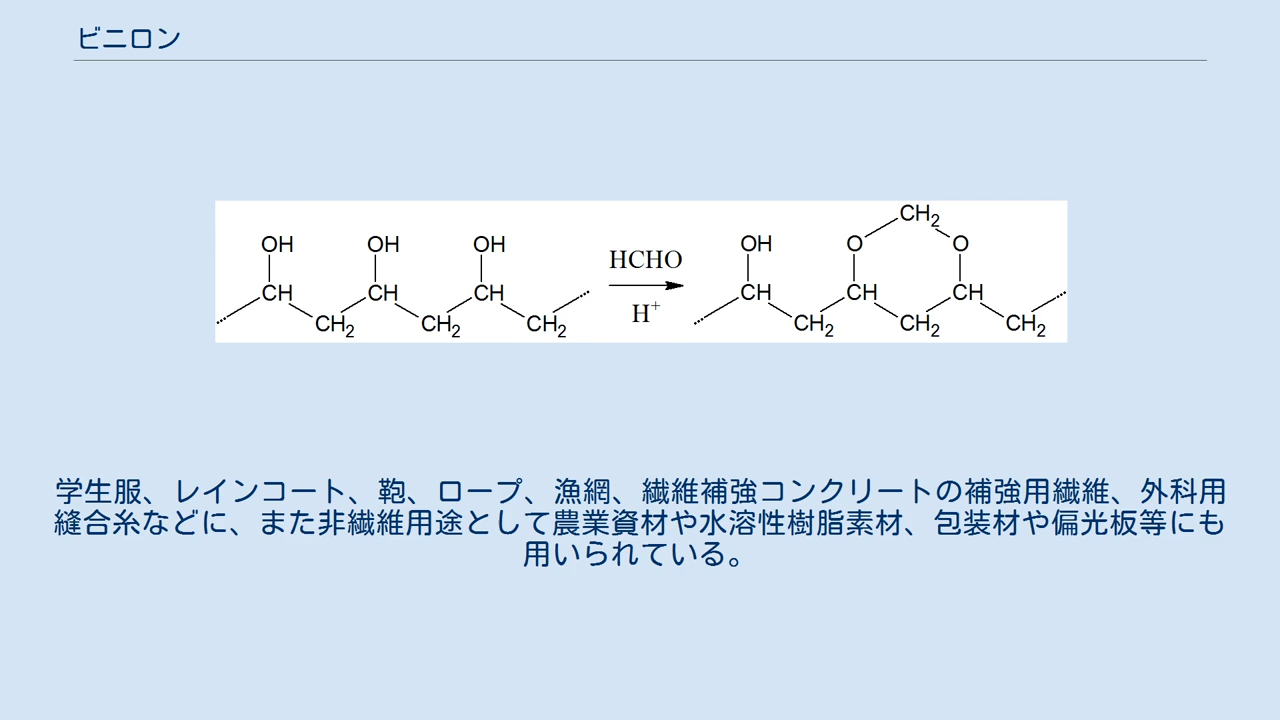 ビニロン
CH₂
OH OH OH HCHO OH O O
CH CH CH H⁺ CH CH CH
CH₂ CH₂ CH₂ CH₂ CH₂ CH₂
学生服、レインコート、鞄、ロープ、漁網、繊維補強コンクリートの補強用繊維、外科用
縫合糸などに、また非繊維用途として農業資材や水溶性樹脂素材、包装材や偏光板等にも
用いられている。